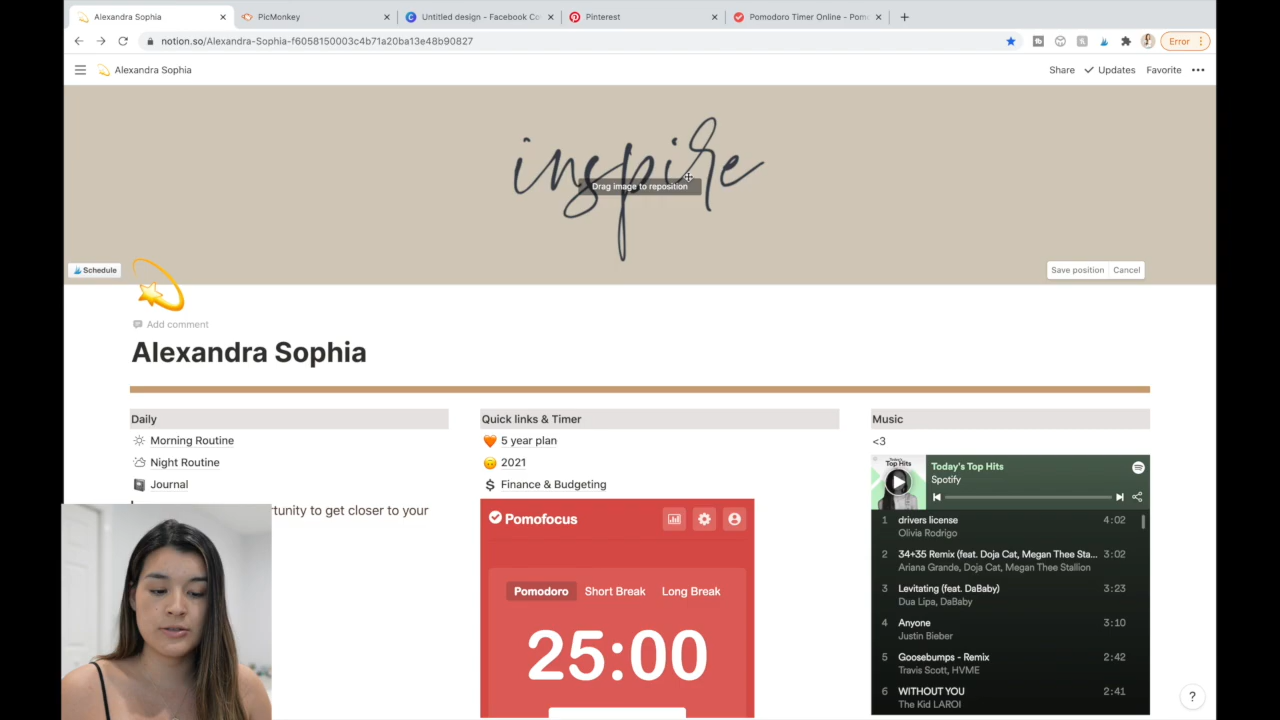 Alexandra Sophia
PicMonkey
Untitled design - Facebook Co
Pinterest
Pomodoro Timer Online - Pom
notion.so/Alexandra-Sophia-f6058150003c4b71a20ba13e48b90827
Error
Alexandra Sophia
Share
Updates
Favorite
inspire
Drag image to reposition
Schedule
Save position
Cancel
Add comment
Alexandra Sophia
Daily
Morning Routine
Night Routine
Journal
rtunity to get closer to your
Quick links & Timer
5 year plan
2021
Finance & Budgeting
Pomofocus
Pomodoro
Short Break
Long Break
25:00
Music
<3
Top Hits
Today's Top Hits
Spotify
1 drivers license 4:02
Olivia Rodrigo
2 34+35 Remix (feat. Doja Cat, Megan Thee Sta... 3:02
Ariana Grande, Doja Cat, Megan Thee Stallion
3 Levitating (feat. DaBaby) 3:23
Dua Lipa, DaBaby
4 Anyone 3:10
Justin Bieber
5 Goosebumps - Remix 2:42
Travis Scott, HVME
6 WITHOUT YOU 2:41
The Kid LAROI
?